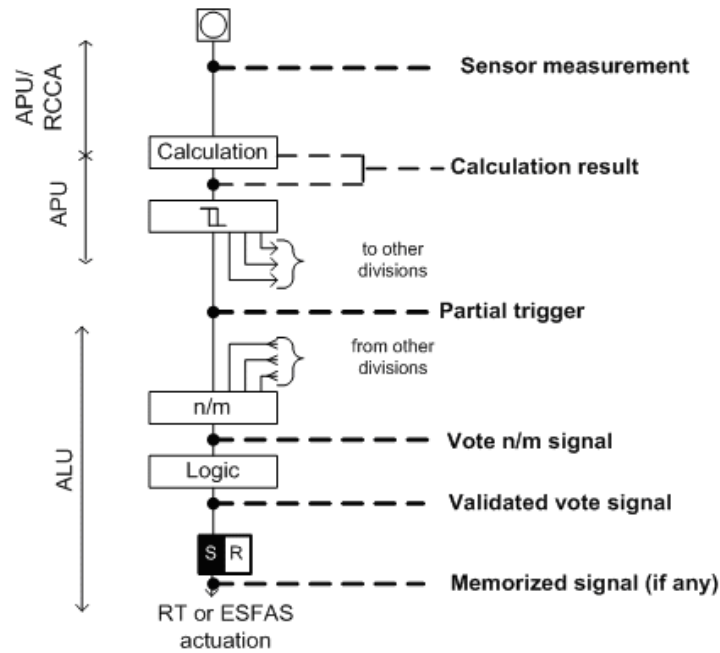 APU/
RCCA
Sensor measurement
Calculation
Calculation result
APU
to other
divisions
Partial trigger
from other
divisions
n/m
Vote n/m signal
ALU
Logic
Validated vote signal
S R
Memorized signal (if any)
RT or ESFAS
actuation